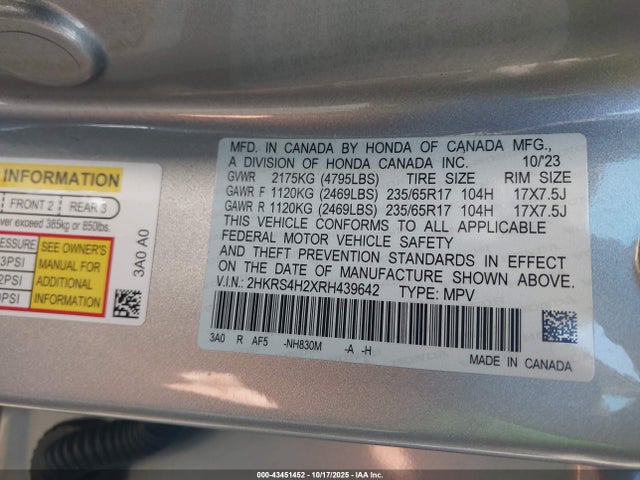 INFORMATION
FRONT 2 REAR 3
ver exceed 385kg or 850lbs.
SEE OWNER'S
MANUAL FOR
ADDITIONAL
INFORMATION
3A0 A0
MFD. IN CANADA BY HONDA OF CANADA MFG.,
A DIVISION OF HONDA CANADA INC. 10/'23
GVWR 2175KG (4795LBS) TIRE SIZE RIM SIZE
GAWR F 1120KG (2469LBS) 235/65R17 104H 17X7.5J
GAWR R 1120KG (2469LBS) 235/65R17 104H 17X7.5J
THIS VEHICLE CONFORMS TO ALL APPLICABLE
FEDERAL MOTOR VEHICLE SAFETY
AND THEFT PREVENTION STANDARDS IN EFFECT
ON THE DATE OF MANUFACTURE SHOWN ABOVE.
V.I.N.: 2HKRS4H2XRH439642 TYPE: MPV
3A0 R AF5 -NH830M -A -H
MADE IN CANADA
000-43451452 | 10/17/2025 | IAA Inc.